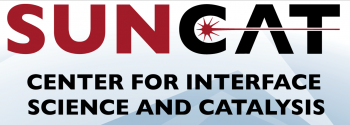 SUNCAT
CENTER FOR INTERFACE
SCIENCE AND CATALYSIS